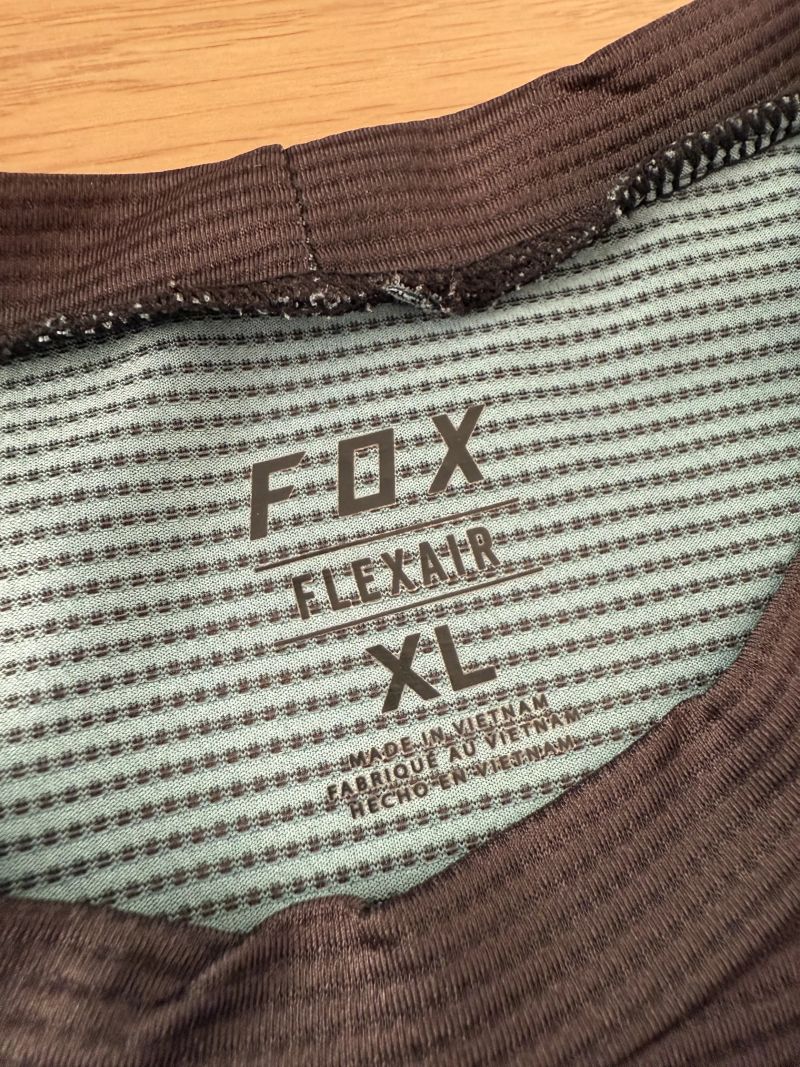 FOX
FLEXAIR
XL
MADE IN VIETNAM
FABRIQUÉ AU VIETNAM
HECHO EN VIETNAM